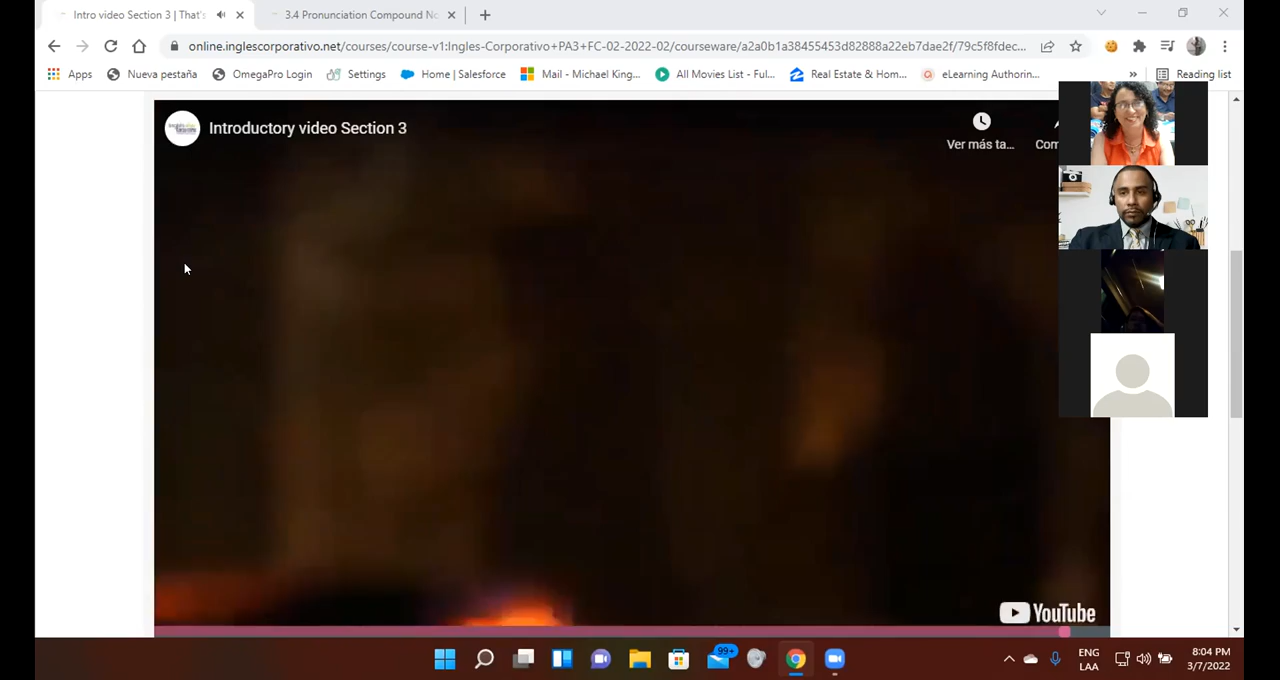 Intro video Section 3 | That's
3.4 Pronunciation Compound No
online.inglescorporativo.net/courses/course-v1:Ingles-Corporativo+PA3+FC-02-2022-02/courseware/a2a0b1a38455453d82888a22eb7dae2f/79c5f8fdec...
Apps Nueva pestaña OmegaPro Login Settings Home | Salesforce Mail - Michael King... All Movies List - Ful... Real Estate & Hom... eLearning Authorin... » Reading list
Introductory video Section 3
Ver más ta... Com
YouTube
99+
ENG
LAA
8:04 PM
3/7/2022